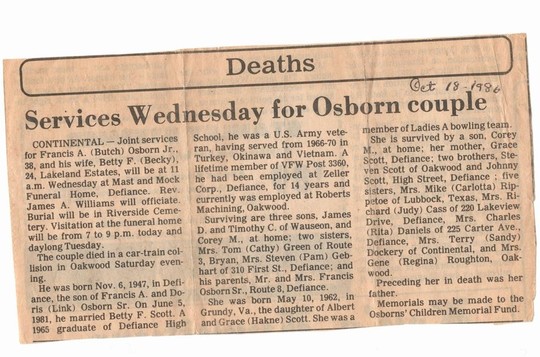 Deaths
Oct 18-1986
Services Wednesday for Osborn couple
CONTINENTAL — Joint services
for Francis A. (Butch) Osborn Jr.,
38, and his wife, Betty F. (Becky),
24, Lakeland Estates, will be at 11
a.m. Wednesday at Mast and Mock
Funeral Home, Defiance. Rev.
James A. Williams will officiate.
Burial will be in Riverside Ceme-
tery. Visitation at the funeral home
will be from 7 to 9 p.m. today and
daylong Tuesday.
The couple died in a car-train col-
lision in Oakwood Saturday even-
ing.
He was born Nov. 6, 1947, in Defi-
ance, the son of Francis A. and Do-
ris (Link) Osborn Sr. On June 5,
1981, he married Betty F. Scott. A
1965 graduate of Defiance High
School, he was a U.S. Army vete-
ran, having served from 1966-70 in
Turkey, Okinawa and Vietnam. A
lifetime member of VFW Post 3360,
he had been employed at Zeller
Corp., Defiance, for 14 years and
currently was employed at Roberts
Machining, Oakwood.
Surviving are three sons, James
D. and Timothy C. of Wauseon, and
Corey M., at home; two sisters,
Mrs. Tom (Cathy) Green of Route
3, Bryan, Mrs. Steven (Pam) Geb-
hart of 310 First St., Defiance; and
his parents, Mr. and Mrs. Francis
Osborn Sr., Route 8, Defiance.
She was born May 10, 1962, in
Grundy, Va., the daughter of Albert
and Grace (Hakne) Scott. She was a
member of Ladies A bowling team.
She is survived by a son, Corey
M., at home; her mother, Grace
Scott, Defiance; two brothers, Ste-
ven Scott of Oakwood and Johnny
Scott, High Street, Defiance; five
sisters, Mrs. Mike (Carlotta) Rip-
petoe of Lubbock, Texas, Mrs. Ri-
chard (Judy) Cass of 220 Lakeview
Drive, Defiance, Mrs. Charles
(Rita) Daniels of 225 Carter Ave.,
Defiance, Mrs. Terry (Sandy)
Dockery of Continental, and Mrs.
Gene (Regina) Roughton, Oak-
wood.
Preceding her in death was her
father.
Memorials may be made to the
Osborns' Children Memorial Fund.